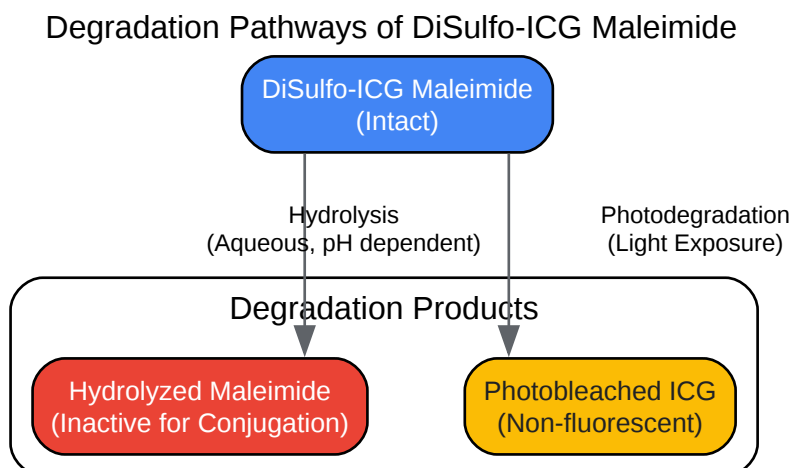 Degradation Pathways of DiSulfo-ICG Maleimide
DiSulfo-ICG Maleimide
(Intact)
Hydrolysis
(Aqueous, pH dependent)
Photodegradation
(Light Exposure)
Degradation Products
Hydrolyzed Maleimide
(Inactive for Conjugation)
Photobleached ICG
(Non-fluorescent)